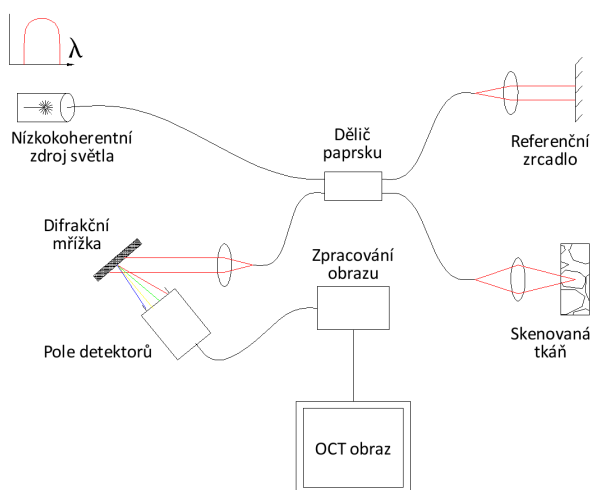 λ
Nízkokoherentní
zdroj světla
Dělič
paprsku
Referenční
zrcadlo
Difrakční
mřížka
Zpracování
obrazu
Pole detektorů
Skenovaná
tkáň
OCT obraz